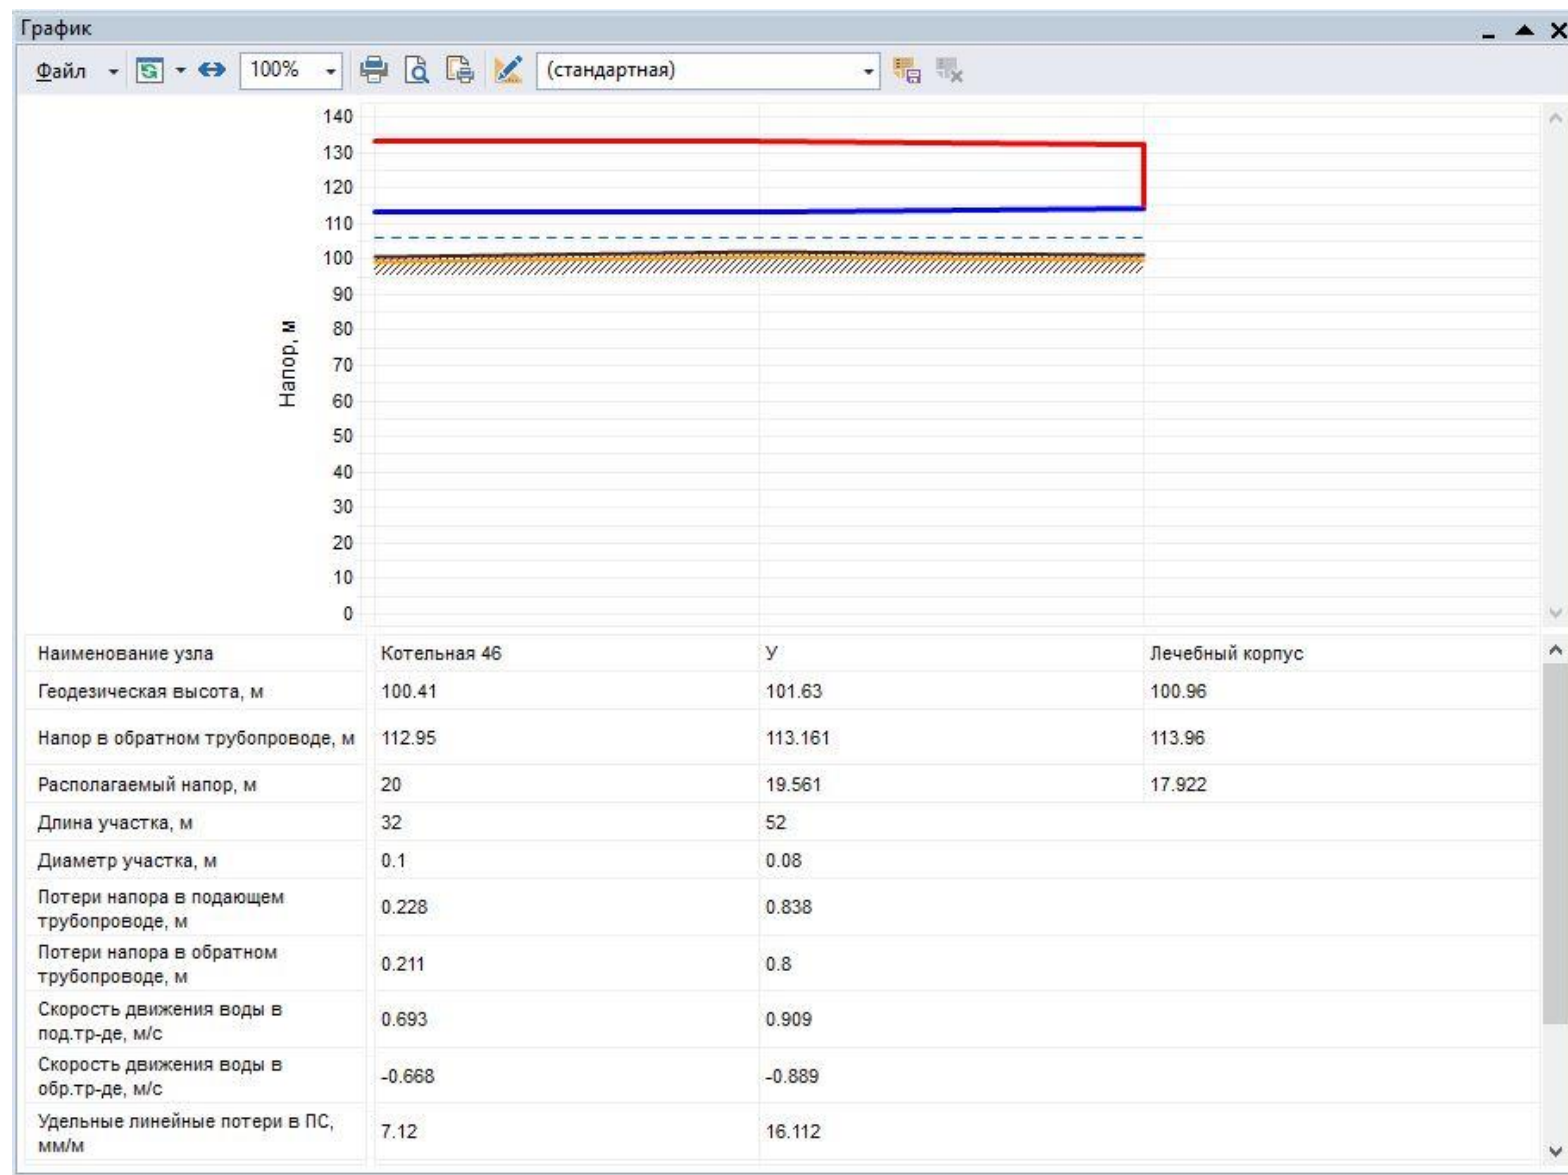 График
Файл
100%
(стандартная)
140
130
120
110
100
90
80
70
60
50
40
30
20
10
0
Напор, м
Наименование узла Котельная 46 У Лечебный корпус
Геодезическая высота, м 100.41 101.63 100.96
Напор в обратном трубопроводе, м 112.95 113.161 113.96
Располагаемый напор, м 20 19.561 17.922
Длина участка, м 32 52
Диаметр участка, м 0.1 0.08
Потери напора в подающем
трубопроводе, м 0.228 0.838
Потери напора в обратном
трубопроводе, м 0.211 0.8
Скорость движения воды в
под.тр-де, м/с 0.693 0.909
Скорость движения воды в
обр.тр-де, м/с -0.668 -0.889
Удельные линейные потери в ПС,
мм/м 7.12 16.112